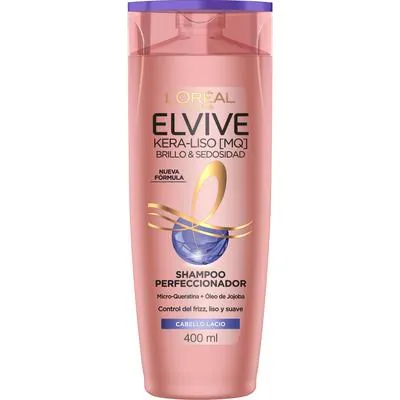 L'ORÉAL
ELVIVE
KERA-LISO [MQ]
BRILLO & SEDOSIDAD
NUEVA
FÓRMULA
SHAMPOO
PERFECCIONADOR
Micro-Queratina + Óleo de Jojoba
Control del frizz, liso y suave
CABELLO LACIO
400 ml